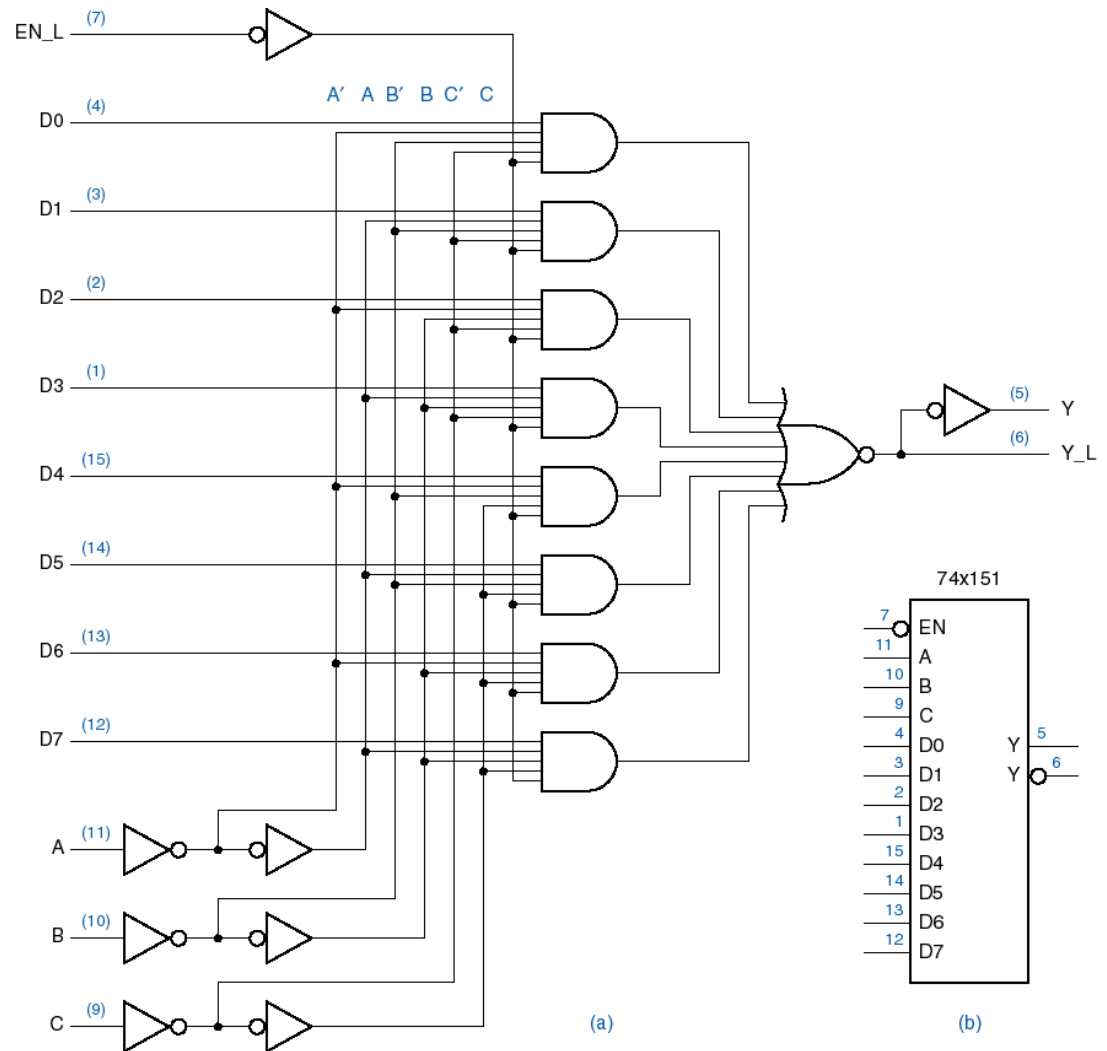 EN_L (7)
A′ A B′ B C′ C
D0 (4)
D1 (3)
D2 (2)
D3 (1)
(5) Y
(6) Y_L
D4 (15)
D5 (14)
D6 (13)
D7 (12)
A (11)
B (10)
C (9)
(a)
74x151
7 EN
11 A
10 B
9 C
4 D0 Y 5
3 D1 Y 6
2 D2
1 D3
15 D4
14 D5
13 D6
12 D7
(b)